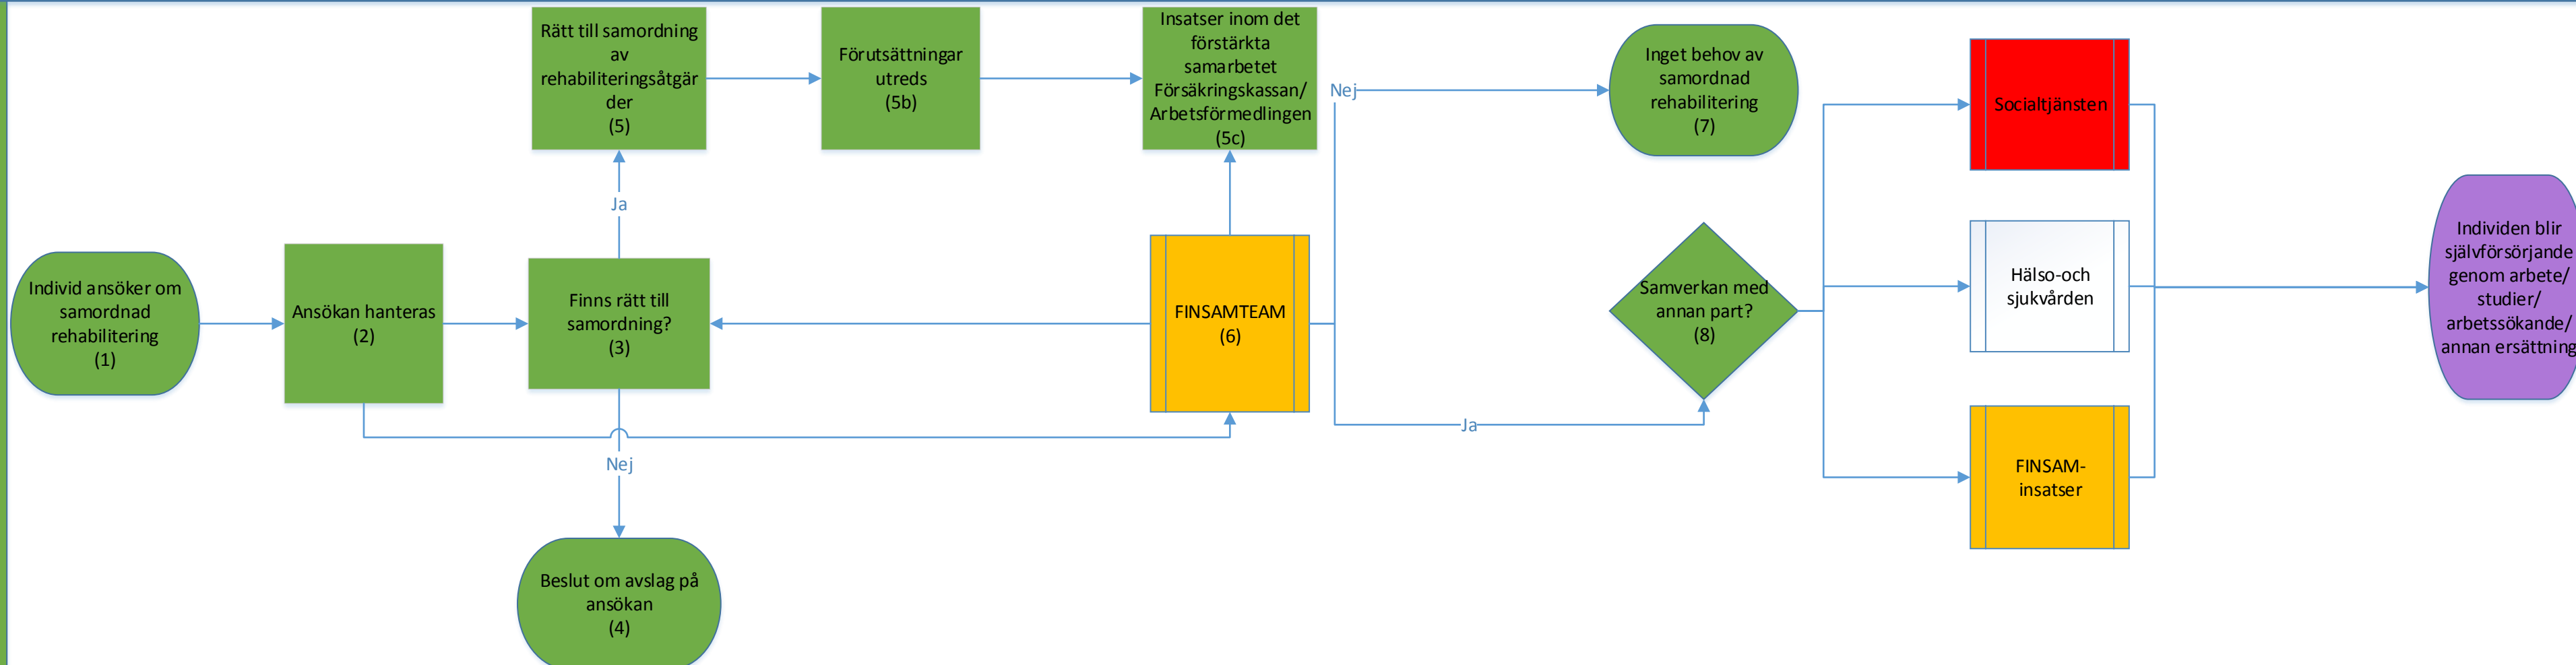 Individ ansöker om
samordnad
rehabilitering
(1)
Ansökan hanteras
(2)
Finns rätt till
samordning?
(3)
Ja
Rätt till samordning
av
rehabiliteringsåtgär
der
(5)
Förutsättningar
utreds
(5b)
Insatser inom det
förstärkta
samarbetet
Försäkringskassan/
Arbetsförmedlingen
(5c)
Nej
Beslut om avslag på
ansökan
(4)
FINSAMTEAM
(6)
Nej
Inget behov av
samordnad
rehabilitering
(7)
Ja
Samverkan med
annan part?
(8)
Socialtjänsten
Hälso-och
sjukvården
FINSAM-
insatser
Individen blir
självförsörjande
genom arbete/
studier/
arbetssökande/
annan ersättning